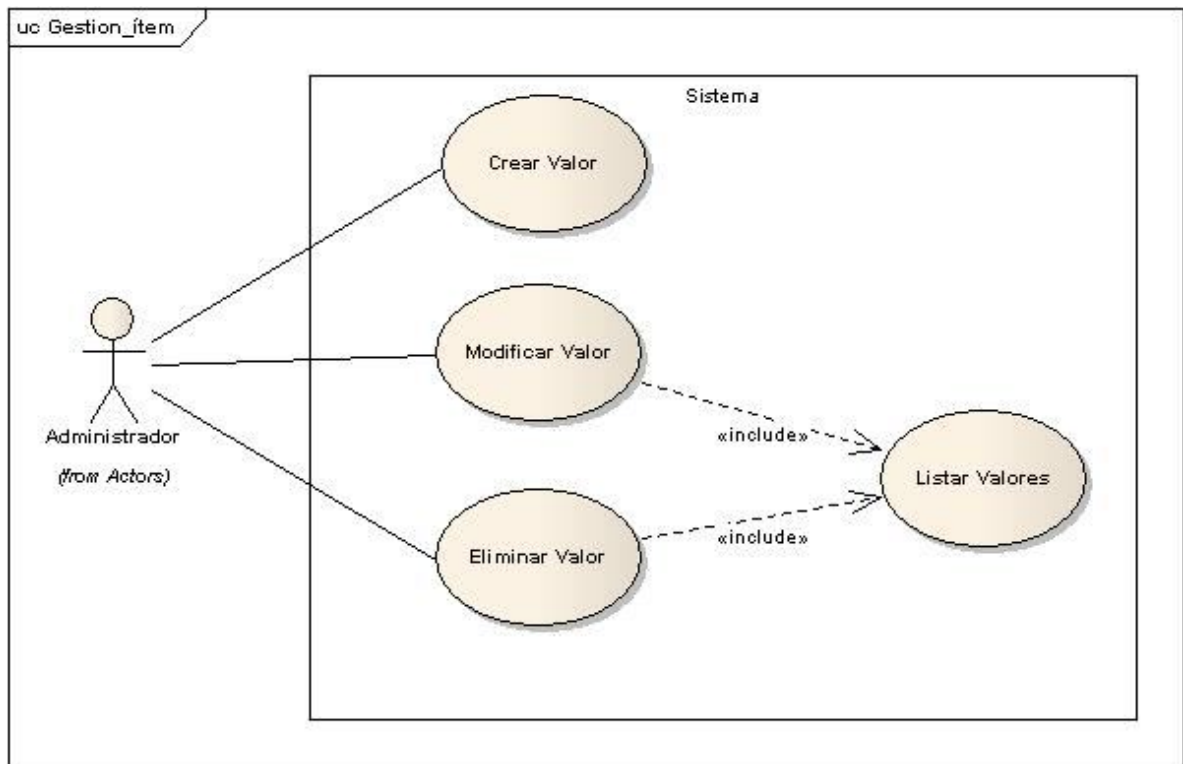 uc Gestion_ítem
Sistema
Crear Valor
Modificar Valor
Administrador
(from Actors)
«include»
Listar Valores
«include»
Eliminar Valor